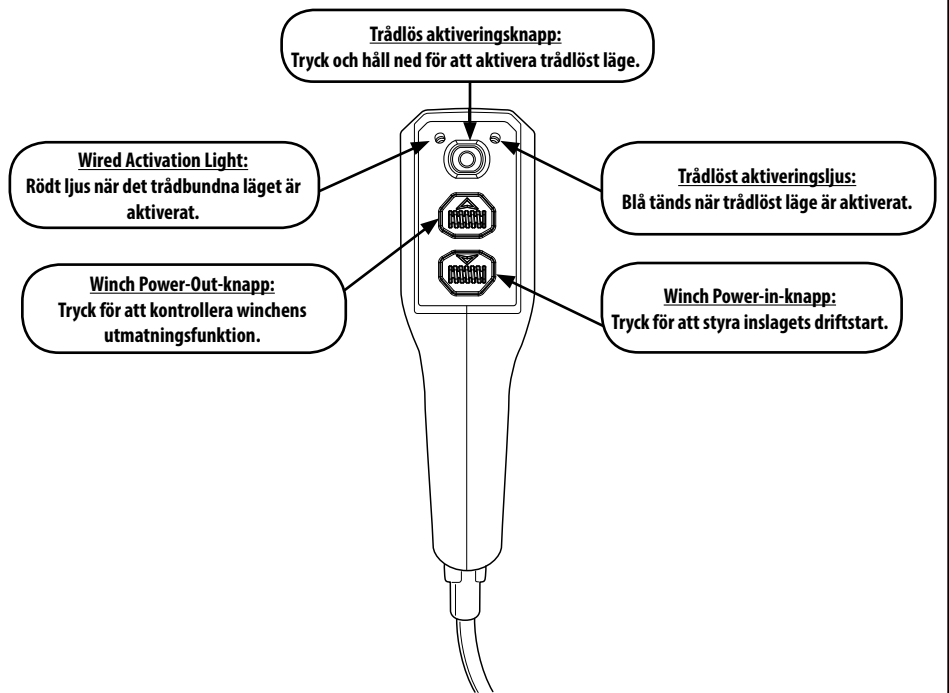 Trådlös aktiveringsknapp:
Tryck och håll ned för att aktivera trådlöst läge.
Wired Activation Light:
Rödt ljus när det trådbundna läget är
aktiverat.
Trådlöst aktiveringsljus:
Blå tänds när trådlöst läge är aktiverat.
Winch Power-Out-knapp:
Tryck för att kontrollera winchens
utmatningsfunktion.
Winch Power-in-knapp:
Tryck för att styra inslagets driftstart.